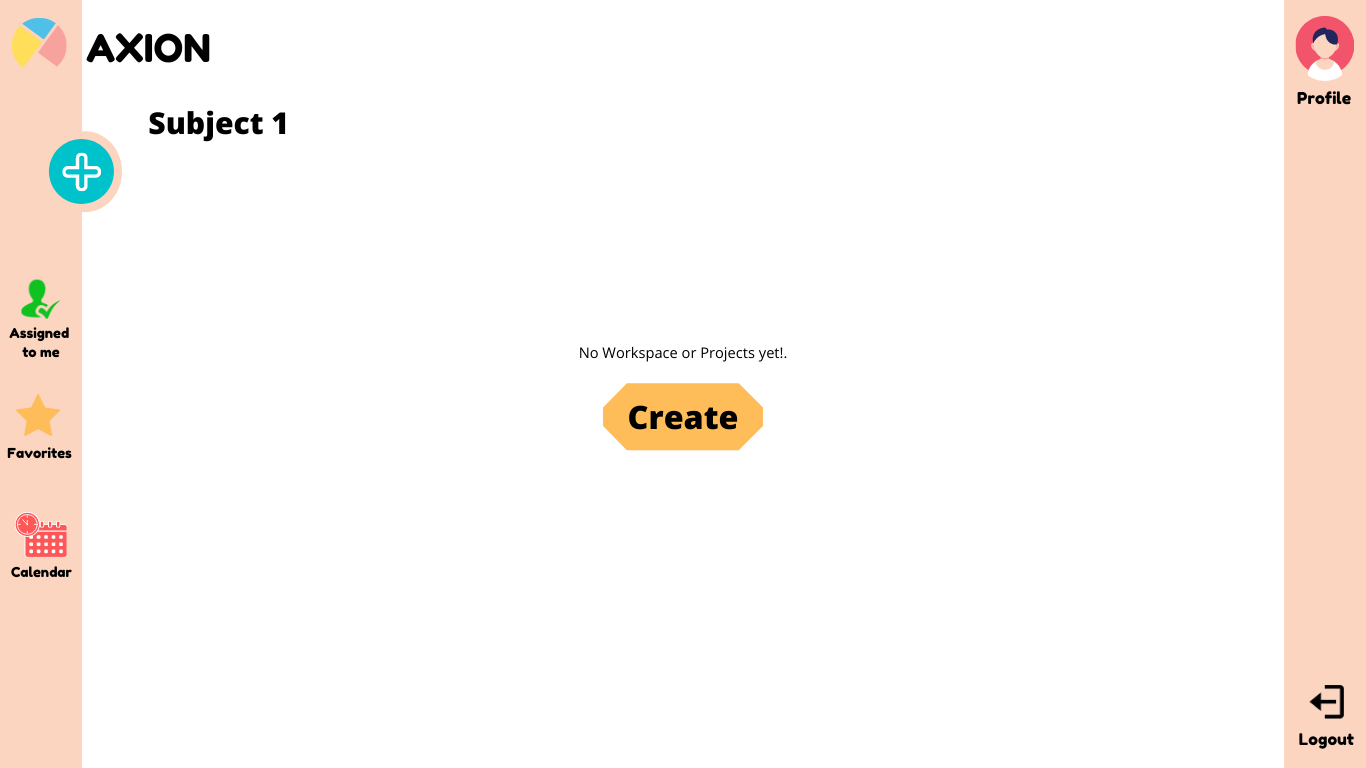 AXION
Profile
Subject 1
Assigned
to me
No Workspace or Projects yet!.
Create
Favorites
Calendar
Logout